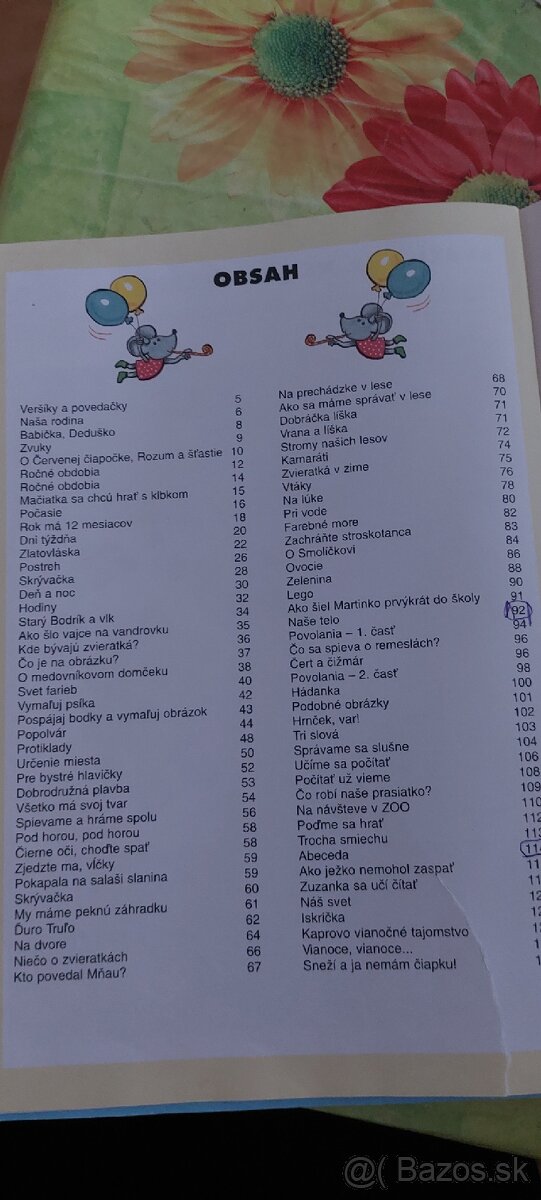 OBSAH
Veršíky a povedačky 5
Naša rodina 6
Babička, Deduško 8
Zvuky 9
O Červenej čiapočke, Rozum a šťastie 10
Ročné obdobia 12
Ročné obdobia 14
Mačiatka sa chcú hrať s klbkom 15
Počasie 16
Rok má 12 mesiacov 18
Dni týždňa 20
Zlatovláska 22
Postreh 26
Skrývačka 28
Deň a noc 30
Hodiny 32
Starý Bodrík a vlk 34
Ako šlo vajce na vandrovku 35
Kde bývajú zvieratká? 36
Čo je na obrázku? 37
O medovníkovom domčeku 38
Svet farieb 40
Vymaľuj psíka 42
Pospájaj bodky a vymaľuj obrázok 43
Popolvár 44
Protiklady 48
Určenie miesta 50
Pre bystré hlavičky 52
Dobrodružná plavba 53
Všetko má svoj tvar 54
Spievame a hráme spolu 56
Pod horou, pod horou 58
Čierne oči, choďte spať 58
Zjedzte ma, vĺčky 59
Pokapala na salaši slanina 59
Skrývačka 60
My máme peknú záhradku 61
Ďuro Truľo 62
Na dvore 64
Niečo o zvieratkách 66
Kto povedal Mňau? 67
Na prechádzke v lese 68
Ako sa máme správať v lese 70
Dobráčka líška 71
Vrana a líška 71
Stromy našich lesov 72
Kamaráti 74
Zvieratká v zime 75
Vtáky 76
Na lúke 78
Pri vode 80
Farebné more 82
Zachráňte stroskotanca 83
O Smolíčkovi 84
Ovocie 86
Zelenina 88
Lego 90
Ako šiel Martinko prvýkrát do školy 91
Naše telo 92
Povolania – 1. časť 94
Čo sa spieva o remeslách? 96
Čert a čižmár 96
Povolania – 2. časť 98
Hádanka 100
Podobné obrázky 101
Hrnček, var! 102
Tri slová 103
Správame sa slušne 104
Učíme sa počítať 106
Počítať už vieme 108
Čo robí naše prasiatko? 109
Na návšteve v ZOO 110
Poďme sa hrať 112
Trocha smiechu 113
Abeceda 114
Ako ježko nemohol zaspať
Zuzanka sa učí čítať
Náš svet
Iskrička
Kaprovo vianočné tajomstvo
Vianoce, vianoce...
Sneží a ja nemám čiapku!
@( Bazos.sk